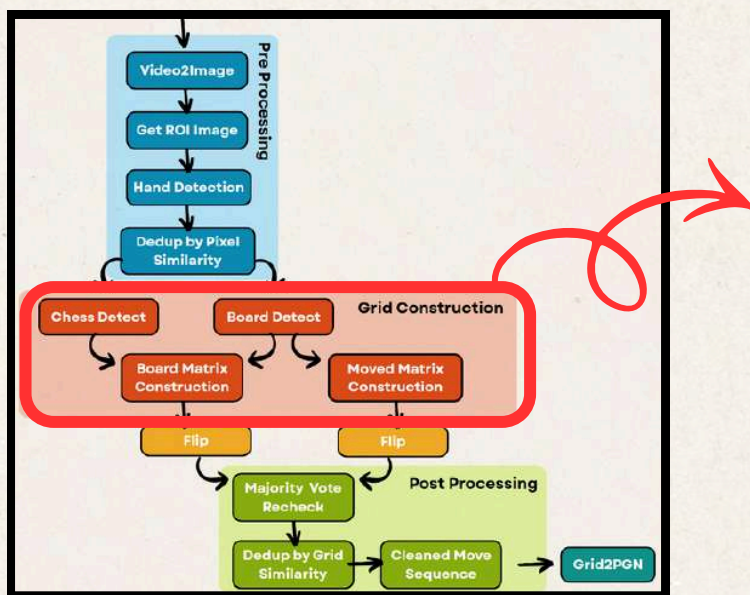 Pre Processing
Video2Image
Get ROI Image
Hand Detection
Dedup by Pixel
Similarity
Grid Construction
Chess Detect
Board Detect
Board Matrix
Construction
Moved Matrix
Construction
Flip
Flip
Post Processing
Majority Vote
Recheck
Dedup by Grid
Similarity
Cleaned Move
Sequence
Grid2PGN